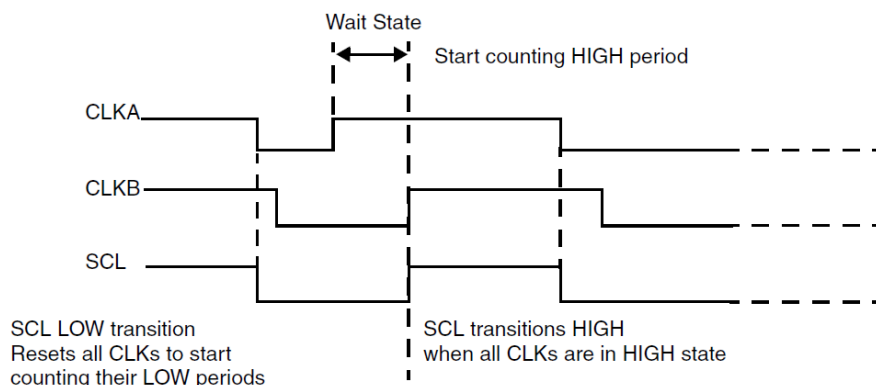 Wait State
Start counting HIGH period
CLKA
CLKB
SCL
SCL LOW transition
Resets all CLKs to start
counting their LOW periods
SCL transitions HIGH
when all CLKs are in HIGH state